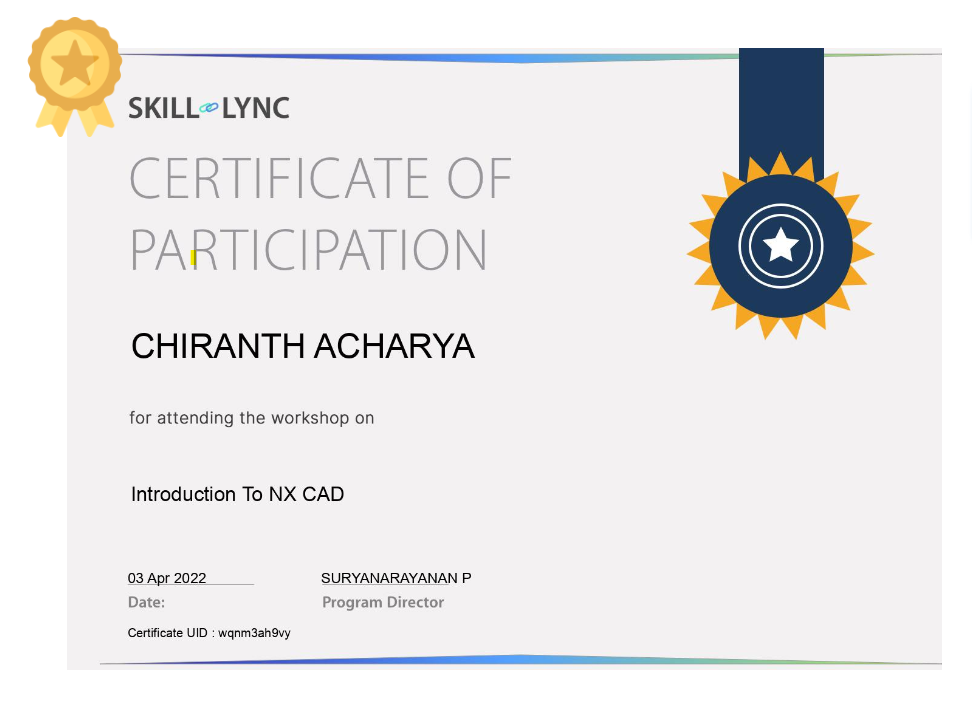 SKILL LYNC
CERTIFICATE OF
PARTICIPATION
CHIRANTH ACHARYA
for attending the workshop on
Introduction To NX CAD
03 Apr 2022 SURYANARAYANAN P
Date: Program Director
Certificate UID : wqnm3ah9vy